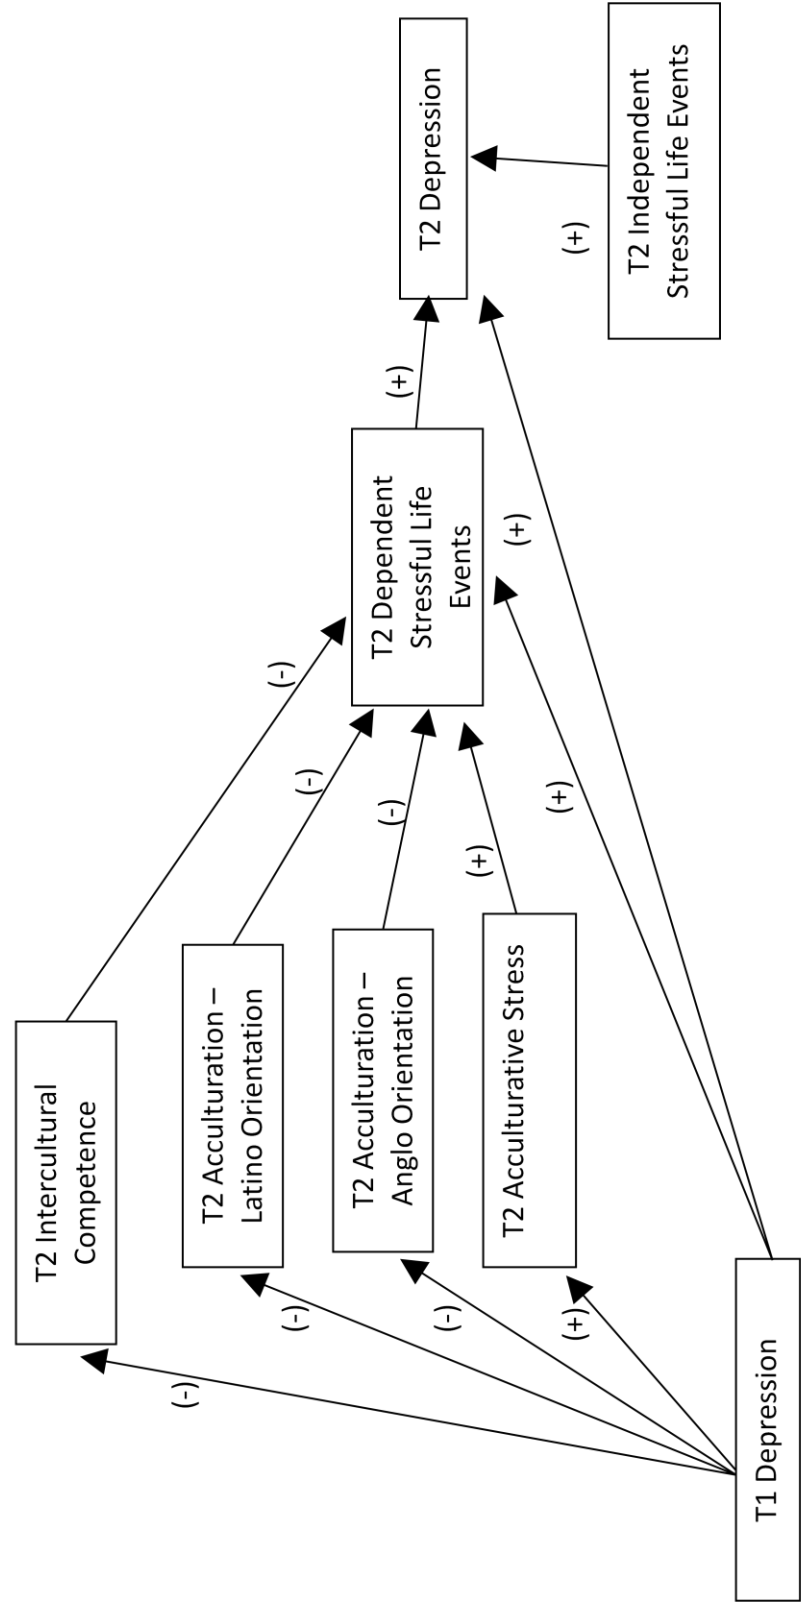 T2 Intercultural
Competence
(-)
(-)
T2 Acculturation –
Latino Orientation
(-)
(-)
T2 Acculturation –
Anglo Orientation
(-)
(-)
T2 Acculturative Stress
(+)
(+)
T1 Depression
(+)
(+)
T2 Dependent
Stressful Life
Events
(+)
T2 Depression
(+)
T2 Independent
Stressful Life Events